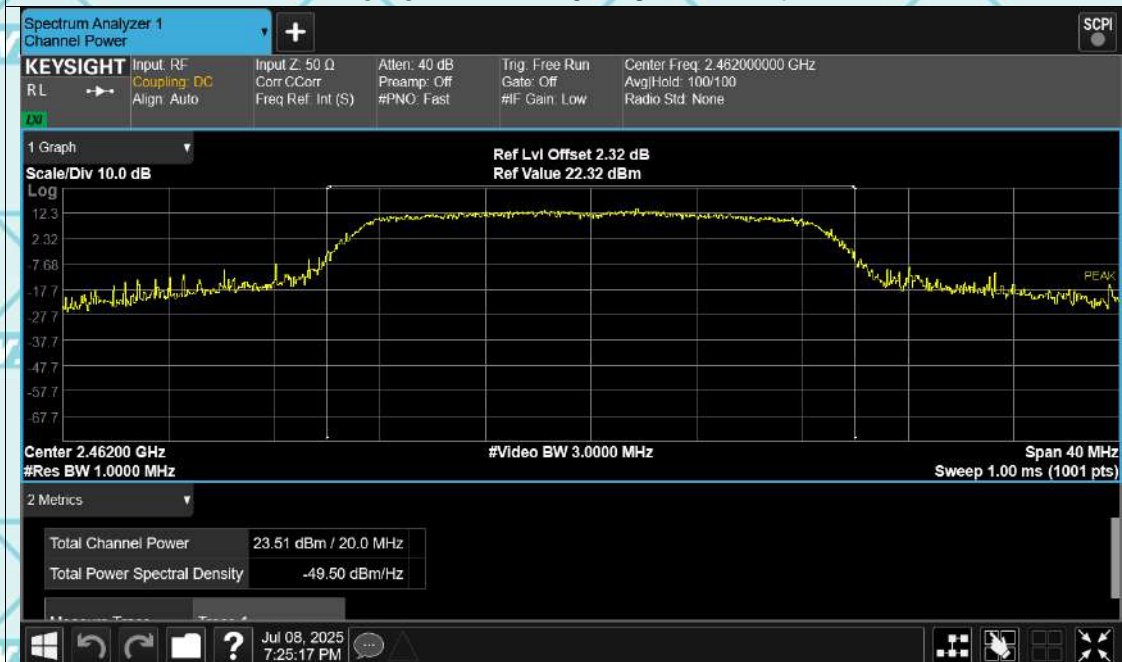 Spectrum Analyzer 1
Channel Power
SCPI
KEYSIGHT
RL
LXI
Input: RF
Coupling: DC
Align: Auto
Input Z: 50 Ω
Corr CCorr
Freq Ref: Int (S)
Atten: 40 dB
Preamp: Off
#PNO: Fast
Trig: Free Run
Gate: Off
#IF Gain: Low
Center Freq: 2.462000000 GHz
Avg|Hold: 100/100
Radio Std: None
1 Graph
Scale/Div 10.0 dB
Ref Lvl Offset 2.32 dB
Ref Value 22.32 dBm
Log
12.3
2.32
-7.68
-17.7
-27.7
-37.7
-47.7
-57.7
-67.7
PEAK
Center 2.46200 GHz
#Video BW 3.0000 MHz
Span 40 MHz
#Res BW 1.0000 MHz
Sweep 1.00 ms (1001 pts)
2 Metrics
Total Channel Power 23.51 dBm / 20.0 MHz
Total Power Spectral Density -49.50 dBm/Hz
?
Jul 08, 2025
7:25:17 PM